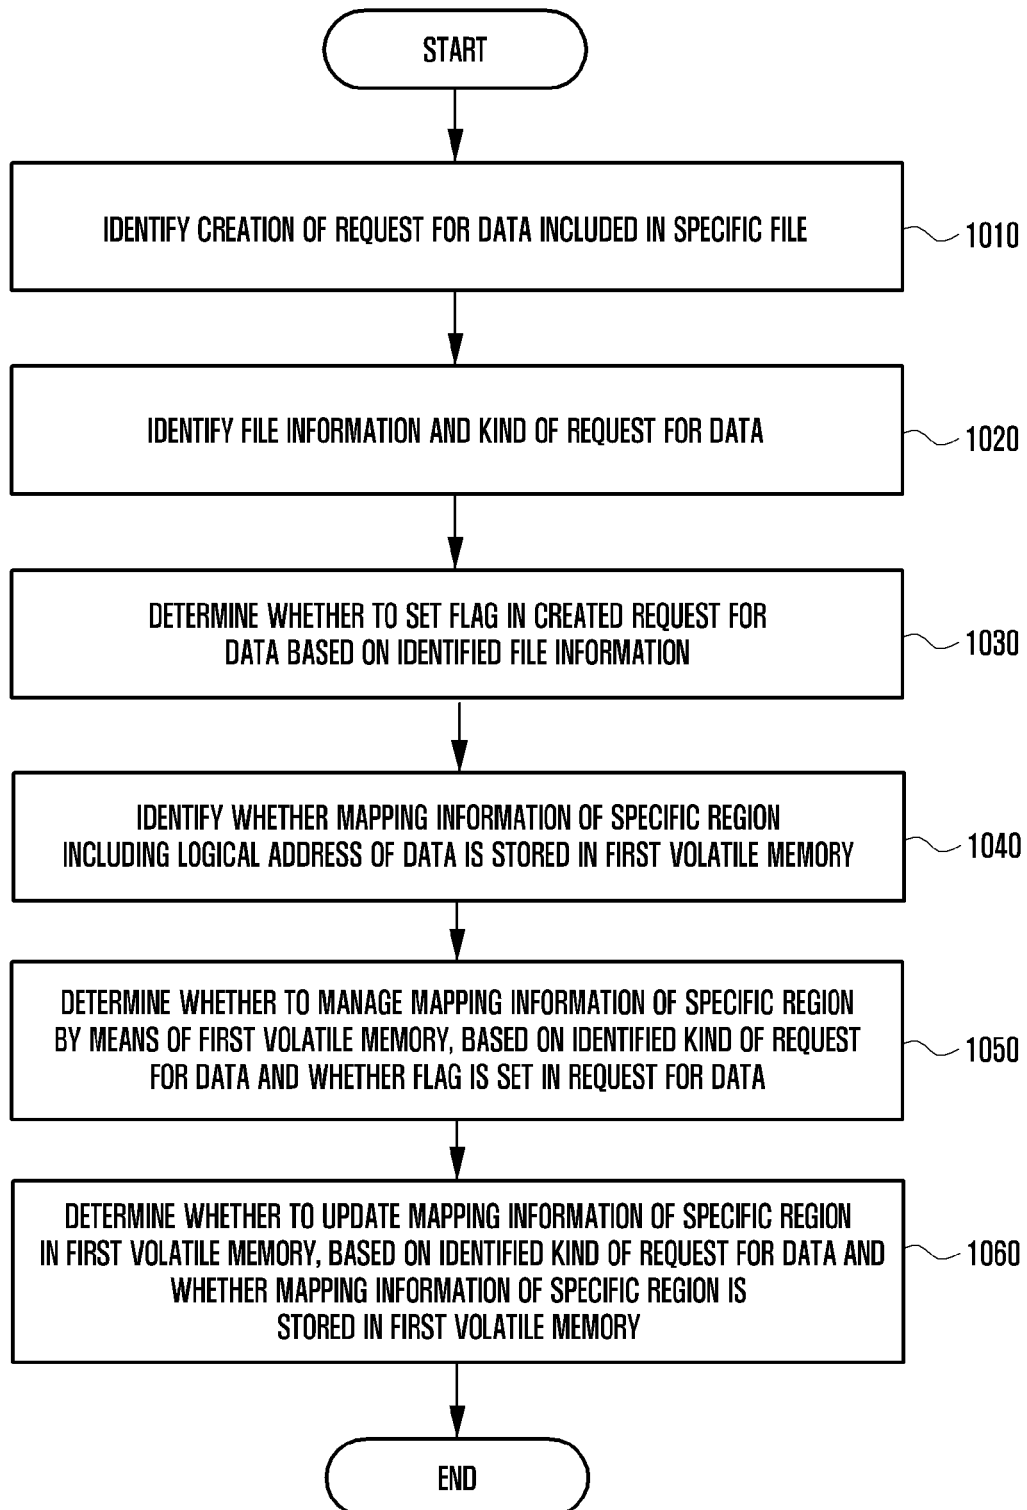 START
IDENTIFY CREATION OF REQUEST FOR DATA INCLUDED IN SPECIFIC FILE
1010
IDENTIFY FILE INFORMATION AND KIND OF REQUEST FOR DATA
1020
DETERMINE WHETHER TO SET FLAG IN CREATED REQUEST FOR
DATA BASED ON IDENTIFIED FILE INFORMATION
1030
IDENTIFY WHETHER MAPPING INFORMATION OF SPECIFIC REGION
INCLUDING LOGICAL ADDRESS OF DATA IS STORED IN FIRST VOLATILE MEMORY
1040
DETERMINE WHETHER TO MANAGE MAPPING INFORMATION OF SPECIFIC REGION
BY MEANS OF FIRST VOLATILE MEMORY, BASED ON IDENTIFIED KIND OF REQUEST
FOR DATA AND WHETHER FLAG IS SET IN REQUEST FOR DATA
1050
DETERMINE WHETHER TO UPDATE MAPPING INFORMATION OF SPECIFIC REGION
IN FIRST VOLATILE MEMORY, BASED ON IDENTIFIED KIND OF REQUEST FOR DATA AND
WHETHER MAPPING INFORMATION OF SPECIFIC REGION IS
STORED IN FIRST VOLATILE MEMORY
1060
END